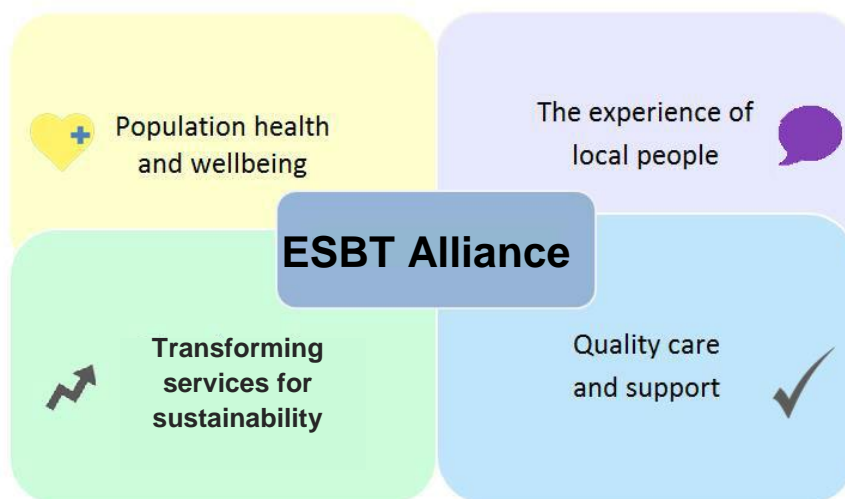 Population health
and wellbeing
The experience of
local people
ESBT Alliance
Transforming
services for
sustainability
Quality care
and support